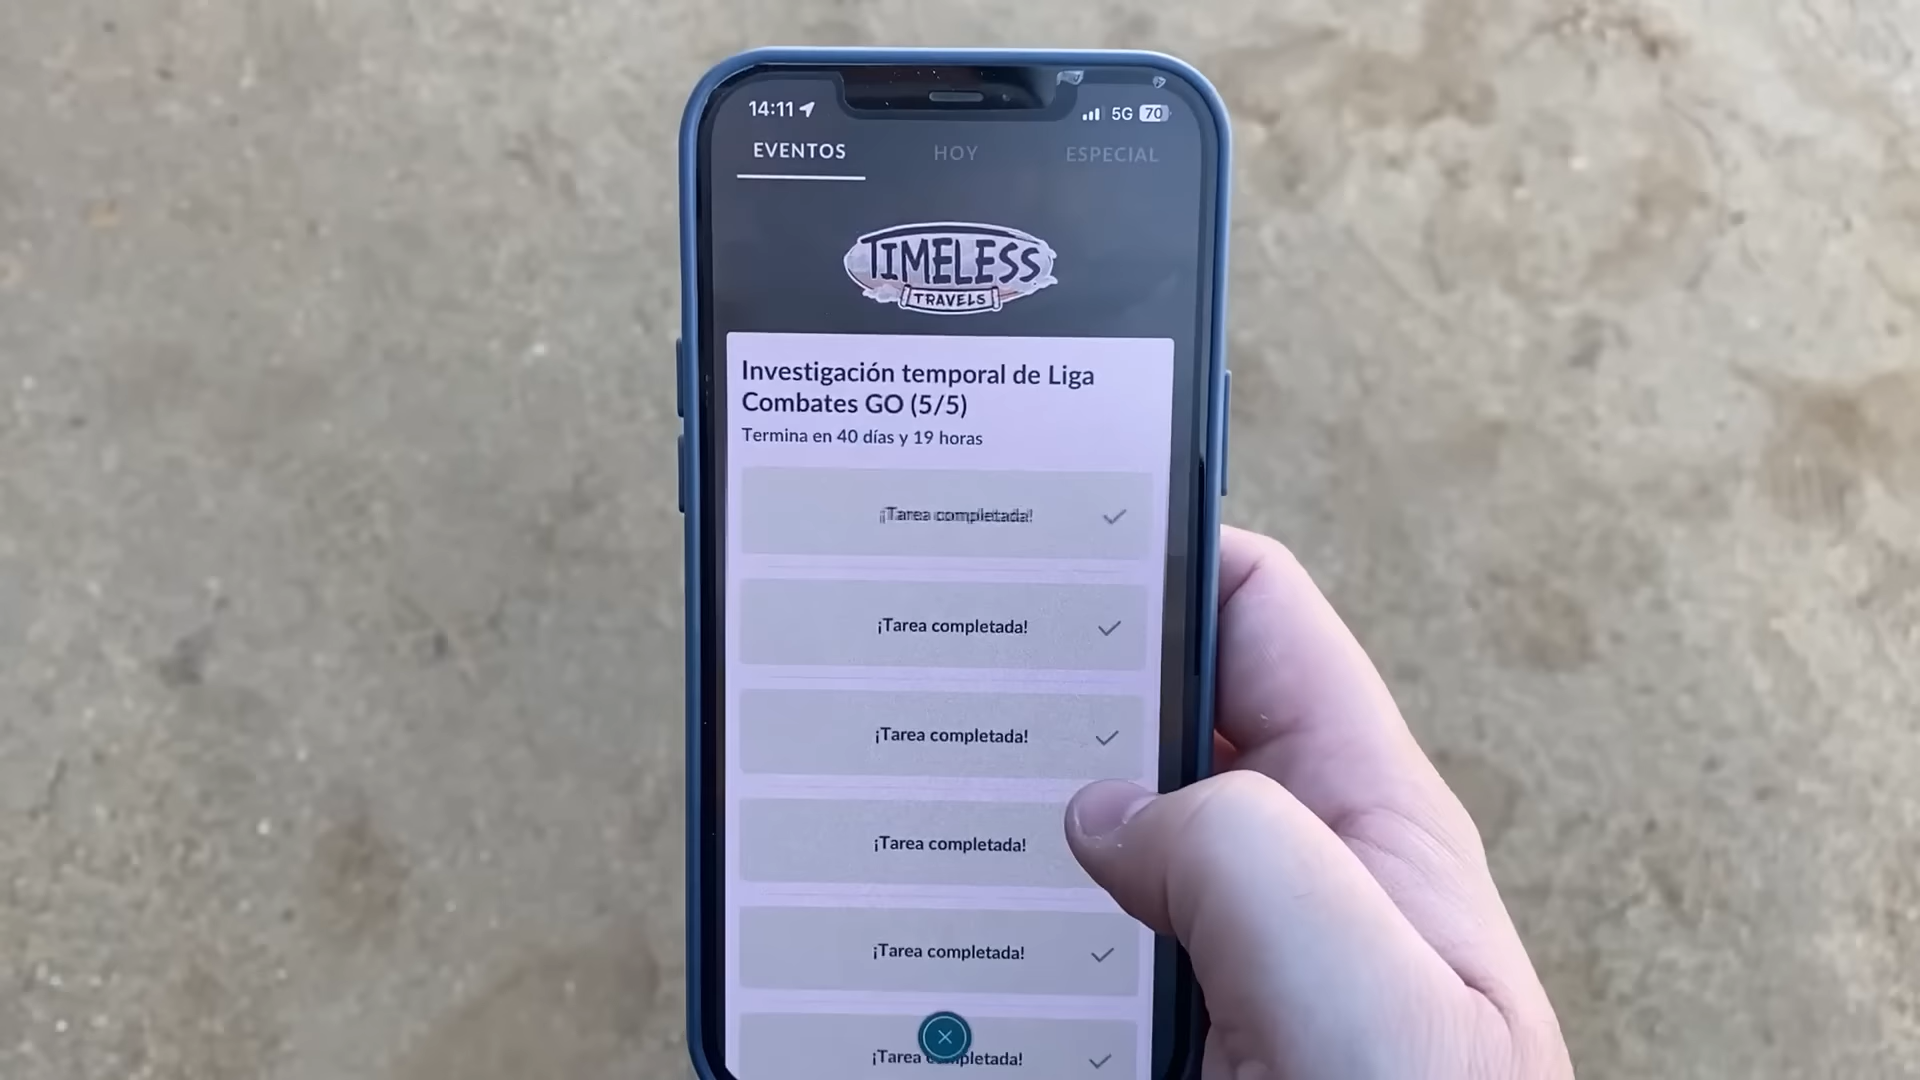 14:11
5G 70
EVENTOS HOY ESPECIAL
TIMELESS
TRAVELS
Investigación temporal de Liga
Combates GO (5/5)
Termina en 40 días y 19 horas
¡Tarea completada!
¡Tarea completada!
¡Tarea completada!
¡Tarea completada!
¡Tarea completada!
¡Tarea completada!